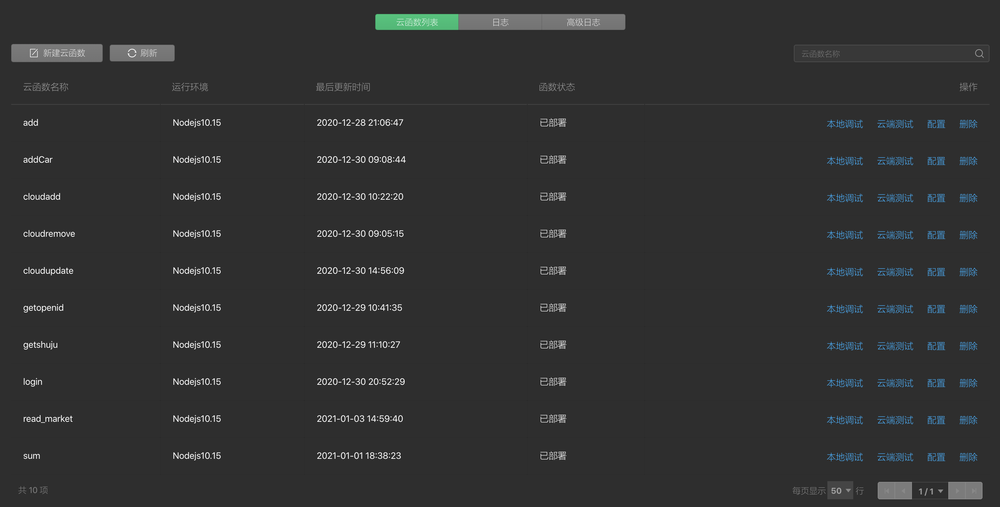 云函数列表 日志 高级日志
新建云函数 刷新 云函数名称
云函数名称 运行环境 最后更新时间 函数状态 操作
add Nodejs10.15 2020-12-28 21:06:47 已部署 本地调试 云端测试 配置 删除
addCar Nodejs10.15 2020-12-30 09:08:44 已部署 本地调试 云端测试 配置 删除
cloudadd Nodejs10.15 2020-12-30 10:22:20 已部署 本地调试 云端测试 配置 删除
cloudremove Nodejs10.15 2020-12-30 09:05:15 已部署 本地调试 云端测试 配置 删除
cloudupdate Nodejs10.15 2020-12-30 14:56:09 已部署 本地调试 云端测试 配置 删除
getopenid Nodejs10.15 2020-12-29 10:41:35 已部署 本地调试 云端测试 配置 删除
getshuju Nodejs10.15 2020-12-29 11:10:27 已部署 本地调试 云端测试 配置 删除
login Nodejs10.15 2020-12-30 20:52:29 已部署 本地调试 云端测试 配置 删除
read_market Nodejs10.15 2021-01-03 14:59:40 已部署 本地调试 云端测试 配置 删除
sum Nodejs10.15 2021-01-01 18:38:23 已部署 本地调试 云端测试 配置 删除
共 10 项 每页显示 50 行 1 / 1